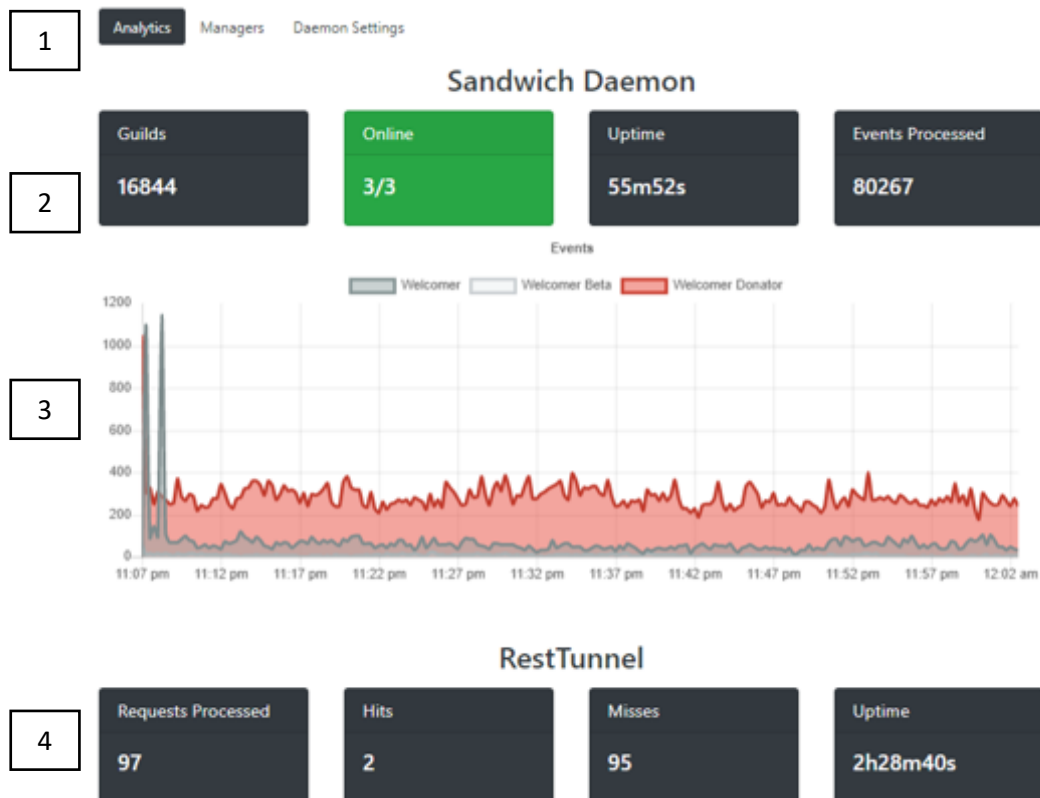 1
Analytics Managers Daemon Settings
Sandwich Daemon
2
Guilds Online Uptime Events Processed
16844 3/3 55m52s 80267
Events
Welcomer Welcomer Beta Welcomer Donator
3
1200
1000
800
600
400
200
0
11:07 pm 11:12 pm 11:17 pm 11:22 pm 11:27 pm 11:32 pm 11:37 pm 11:42 pm 11:47 pm 11:52 pm 11:57 pm 12:02 am
RestTunnel
4
Requests Processed Hits Misses Uptime
97 2 95 2h28m40s